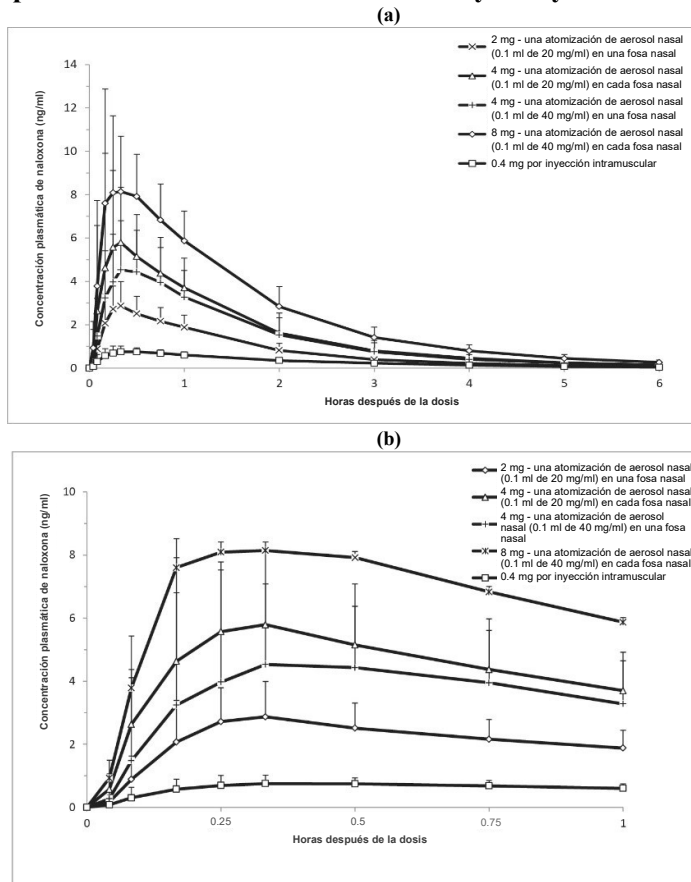 (a)
2 mg - una atomización de aerosol nasal
(0.1 ml de 20 mg/ml) en una fosa nasal
4 mg - una atomización de aerosol nasal
(0.1 ml de 20 mg/ml) en cada fosa nasal
4 mg - una atomización de aerosol nasal
(0.1 ml de 40 mg/ml) en una fosa nasal
8 mg - una atomización de aerosol nasal
(0.1 ml de 40 mg/ml) en cada fosa nasal
0.4 mg por inyección intramuscular
Concentración plasmática de naloxona (ng/ml)
14
12
10
8
6
4
2
0
0 1 2 3 4 5 6
Horas después de la dosis
(b)
2 mg - una atomización de aerosol nasal
(0.1 ml de 20 mg/ml) en una fosa nasal
4 mg - una atomización de aerosol nasal
(0.1 ml de 20 mg/ml) en cada fosa nasal
4 mg - una atomización de aerosol
nasal (0.1 ml de 40 mg/ml) en una fosa
nasal
8 mg - una atomización de aerosol nasal
(0.1 ml de 40 mg/ml) en cada fosa nasal
0.4 mg por inyección intramuscular
Concentración plasmática de naloxona (ng/ml)
10
8
6
4
2
0
0 0.25 0.5 0.75 1
Horas después de la dosis